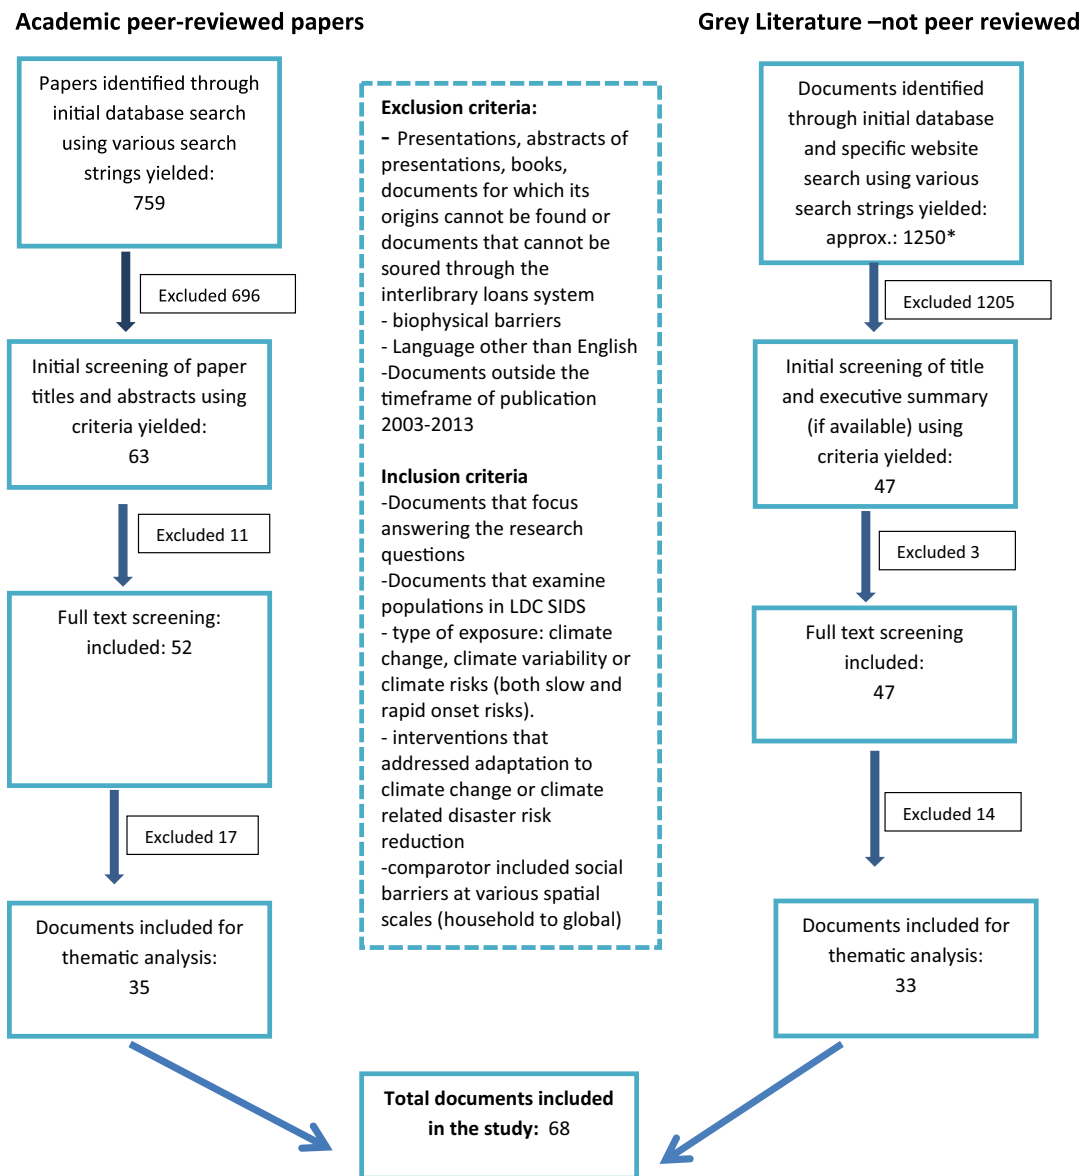 Academic peer-reviewed papers
Papers identified through
initial database search
using various search
strings yielded:
759
Excluded 696
Initial screening of paper
titles and abstracts using
criteria yielded:
63
Excluded 11
Full text screening:
included: 52
Excluded 17
Documents included for
thematic analysis:
35
Exclusion criteria:
- Presentations, abstracts of
presentations, books,
documents for which its
origins cannot be found or
documents that cannot be
soured through the
interlibrary loans system
- biophysical barriers
- Language other than English
-Documents outside the
timeframe of publication
2003-2013
Inclusion criteria
-Documents that focus
answering the research
questions
-Documents that examine
populations in LDC SIDS
- type of exposure: climate
change, climate variability or
climate risks (both slow and
rapid onset risks).
- interventions that
addressed adaptation to
climate change or climate
related disaster risk
reduction
-comparotor included social
barriers at various spatial
scales (household to global)
Grey Literature –not peer reviewed
Documents identified
through initial database
and specific website
search using various
search strings yielded:
approx.: 1250*
Excluded 1205
Initial screening of title
and executive summary
(if available) using
criteria yielded:
47
Excluded 3
Full text screening
included:
47
Excluded 14
Documents included for
thematic analysis:
33
Total documents included
in the study: 68